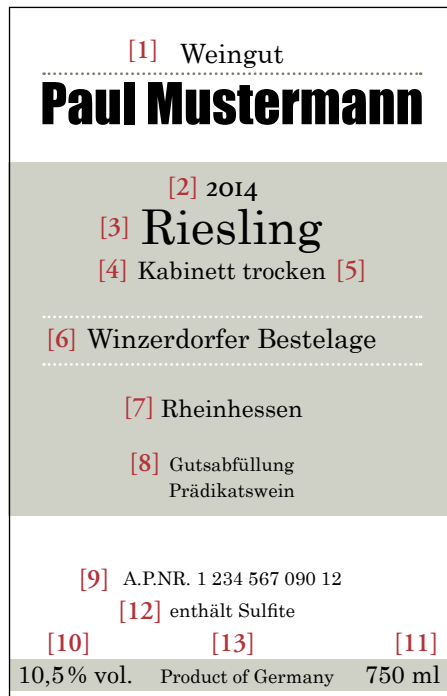 [1] Weingut
Paul Mustermann
[2] 2014
[3] Riesling
[4] Kabinett trocken [5]
[6] Winzerdorfer Bestelage
[7] Rheinhessen
[8] Gutsabfüllung
Prädikatswein
[9] A.P.NR. 1 234 567 090 12
[12] enthält Sulfite
[10] [13] [11]
10,5% vol. Product of Germany 750 ml